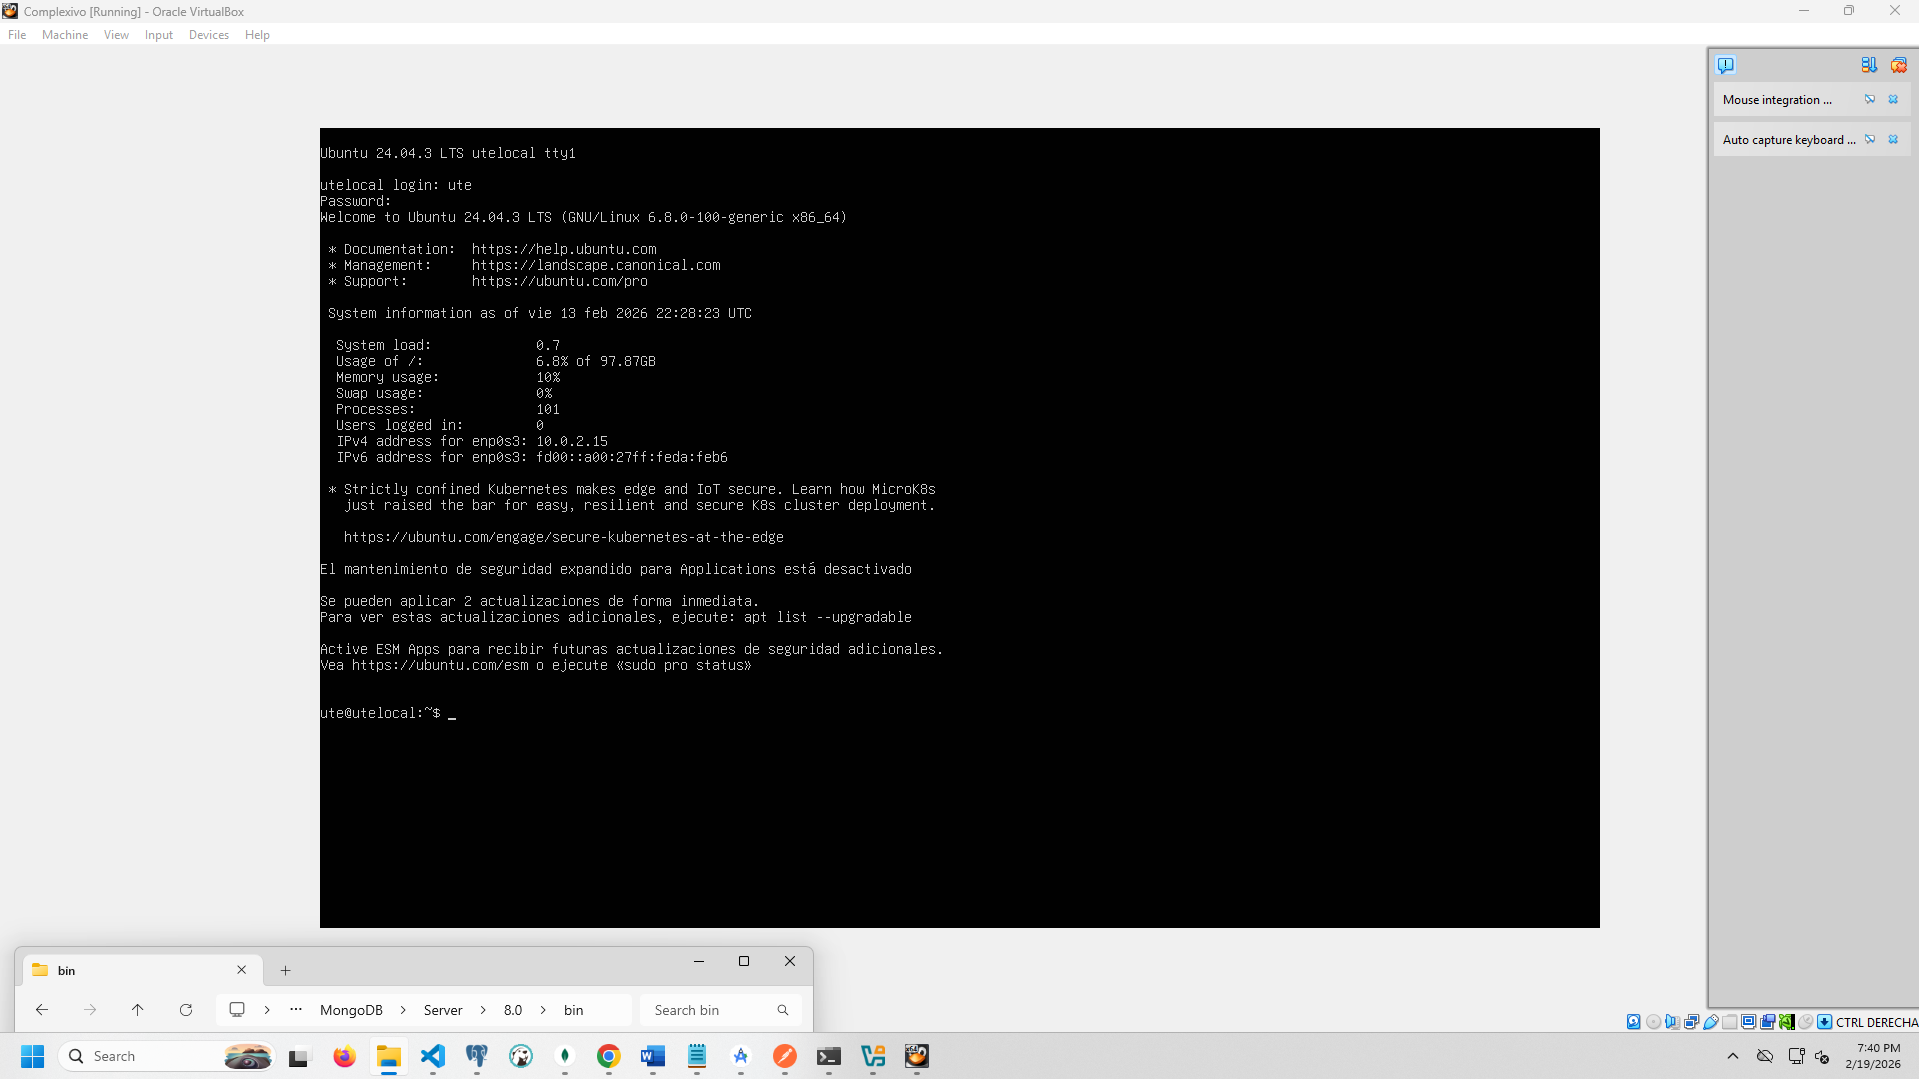 Complexivo [Running] - Oracle VirtualBox
File Machine View Input Devices Help
Mouse integration ...
Auto capture keyboard ...
Ubuntu 24.04.3 LTS utelocal tty1
utelocal login: ute
Password:
Welcome to Ubuntu 24.04.3 LTS (GNU/Linux 6.8.0-100-generic x86_64)
* Documentation: https://help.ubuntu.com
* Management: https://landscape.canonical.com
* Support: https://ubuntu.com/pro
System information as of vie 13 feb 2026 22:28:23 UTC
System load: 0.7
Usage of /: 6.8% of 97.87GB
Memory usage: 10%
Swap usage: 0%
Processes: 101
Users logged in: 0
IPv4 address for enp0s3: 10.0.2.15
IPv6 address for enp0s3: fd00::a00:27ff:feda:feb6
* Strictly confined Kubernetes makes edge and IoT secure. Learn how MicroK8s
just raised the bar for easy, resilient and secure K8s cluster deployment.
https://ubuntu.com/engage/secure-kubernetes-at-the-edge
El mantenimiento de seguridad expandido para Applications está desactivado
Se pueden aplicar 2 actualizaciones de forma inmediata.
Para ver estas actualizaciones adicionales, ejecute: apt list --upgradable
Active ESM Apps para recibir futuras actualizaciones de seguridad adicionales.
Vea https://ubuntu.com/esm o ejecute «sudo pro status»
ute@utelocal:~$ _
bin
MongoDB > Server > 8.0 > bin
Search bin
CTRL DERECHA
Search
7:40 PM
2/19/2026